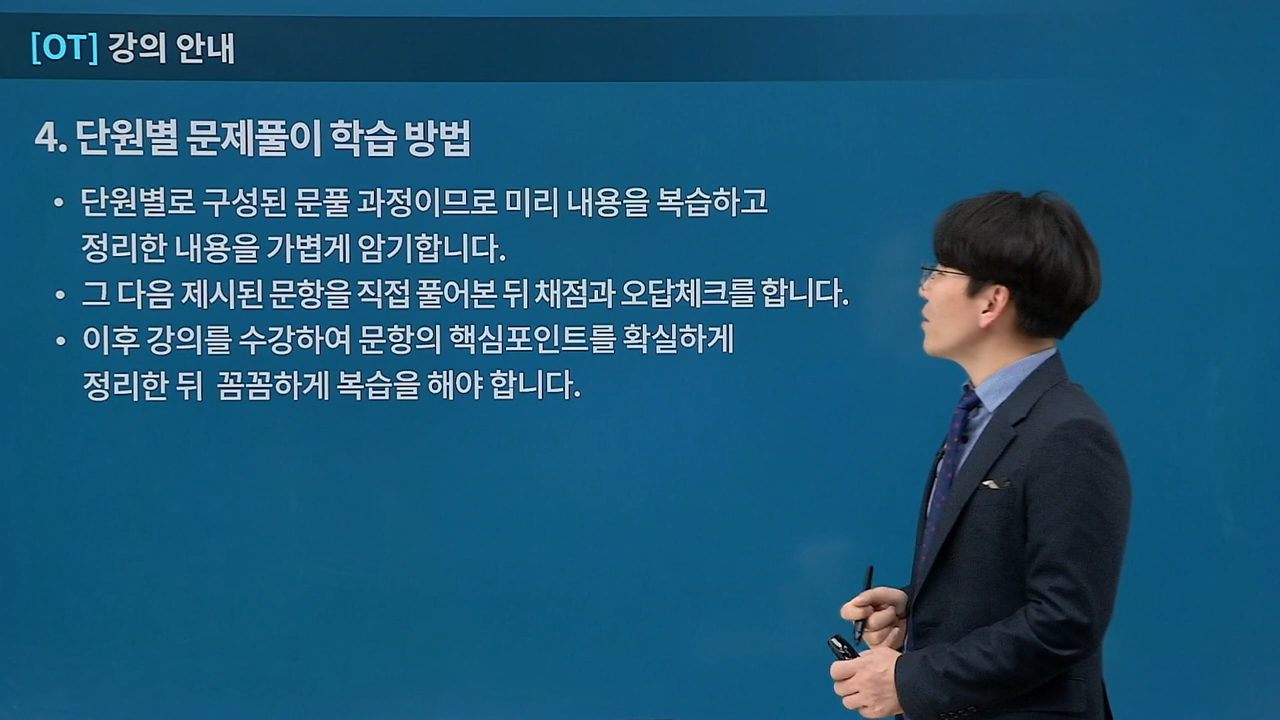 [OT] 강의 안내
4. 단원별 문제풀이 학습 방법
• 단원별로 구성된 문풀 과정이므로 미리 내용을 복습하고
정리한 내용을 가볍게 암기합니다.
• 그 다음 제시된 문항을 직접 풀어본 뒤 채점과 오답체크를 합니다.
• 이후 강의를 수강하여 문항의 핵심포인트를 확실하게
정리한 뒤 꼼꼼하게 복습을 해야 합니다.